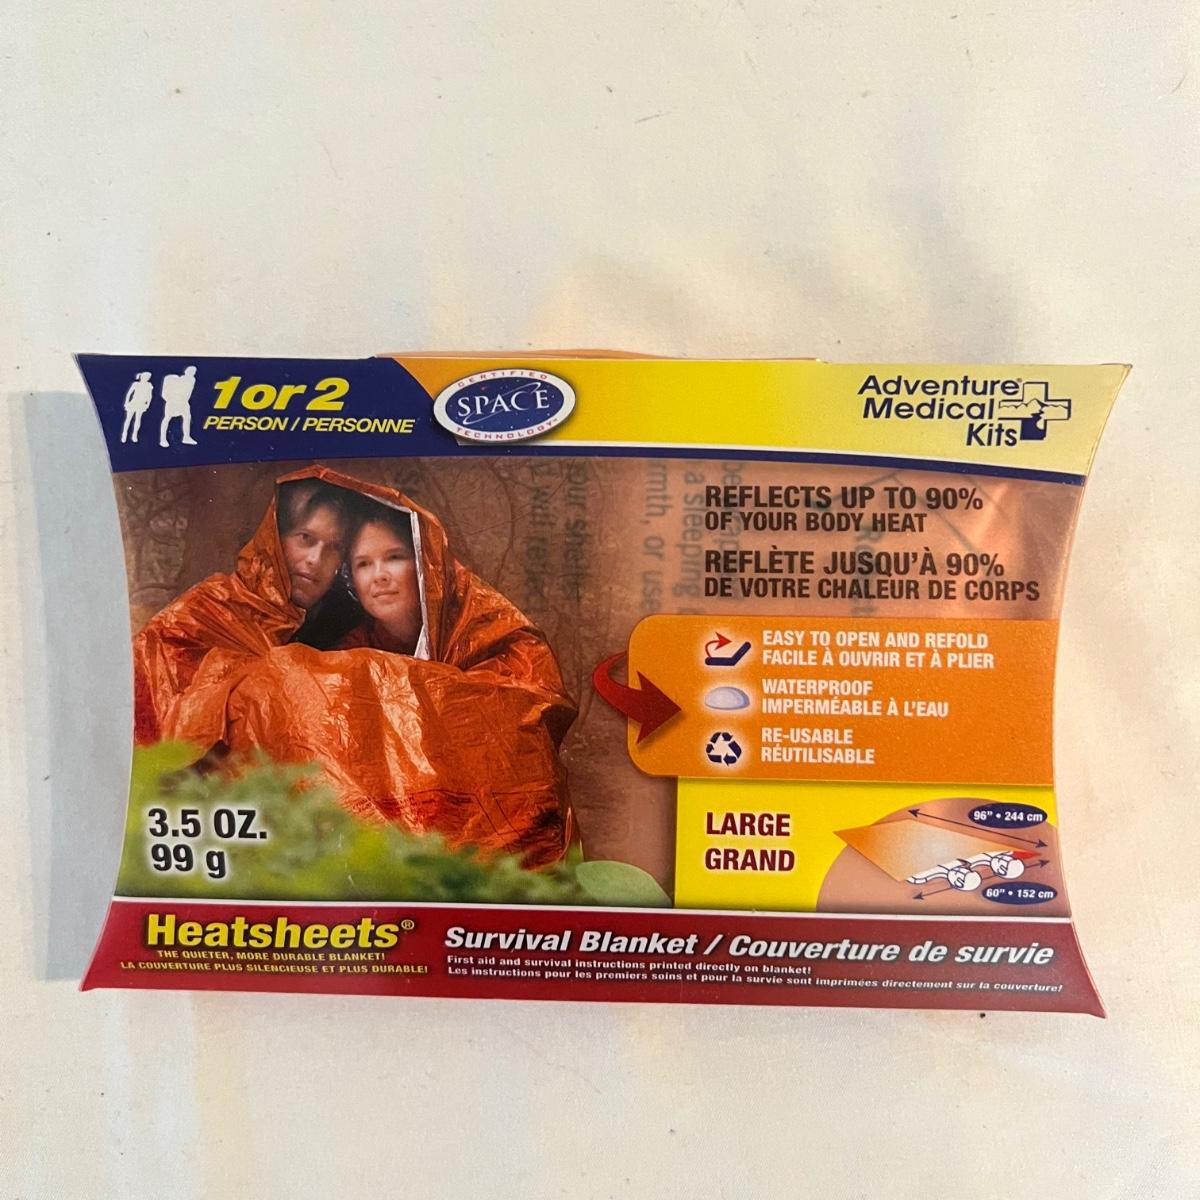 1 or 2
PERSON / PERSONNE
CERTIFIED
SPACE
TECHNOLOGY
Adventure
Medical
Kits
REFLECTS UP TO 90%
OF YOUR BODY HEAT
REFLÈTE JUSQU'À 90%
DE VOTRE CHALEUR DE CORPS
EASY TO OPEN AND REFOLD
FACILE À OUVRIR ET À PLIER
WATERPROOF
IMPERMÉABLE À L'EAU
RE-USABLE
RÉUTILISABLE
3.5 OZ.
99 g
LARGE
GRAND
96" • 244 cm
60" • 152 cm
Heatsheets®
THE QUIETER, MORE DURABLE BLANKET!
LA COUVERTURE PLUS SILENCIEUSE ET PLUS DURABLE!
Survival Blanket / Couverture de survie
First aid and survival instructions printed directly on blanket!
Les instructions pour les premiers soins et pour la survie sont imprimées directement sur la couverture!